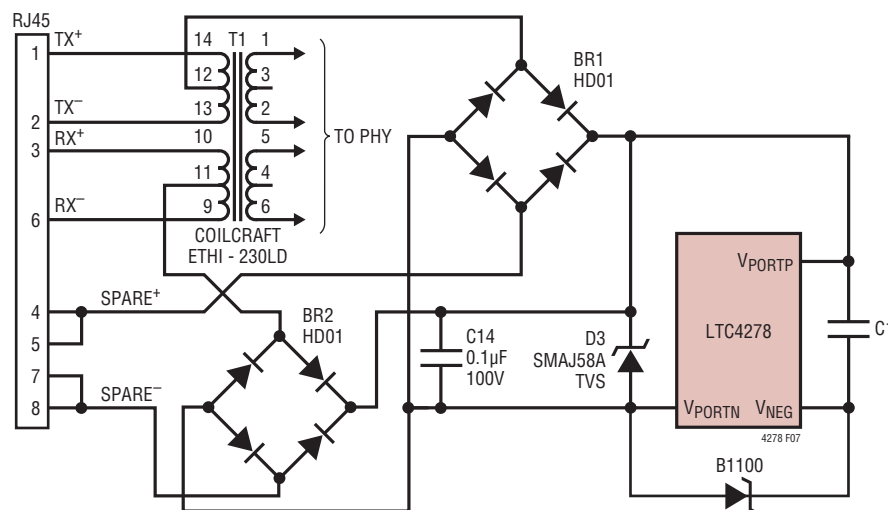 RJ45
1
TX+
2
TX−
3
RX+
6
RX−
4
SPARE+
5
7
8
SPARE−
14
T1
1
12
3
13
2
10
5
11
4
9
6
TO PHY
COILCRAFT
ETHI - 230LD
BR1
HD01
BR2
HD01
C14
0.1µF
100V
D3
SMAJ58A
TVS
VPORTP
LTC4278
VPORTN
VNEG
4278 F07
B1100